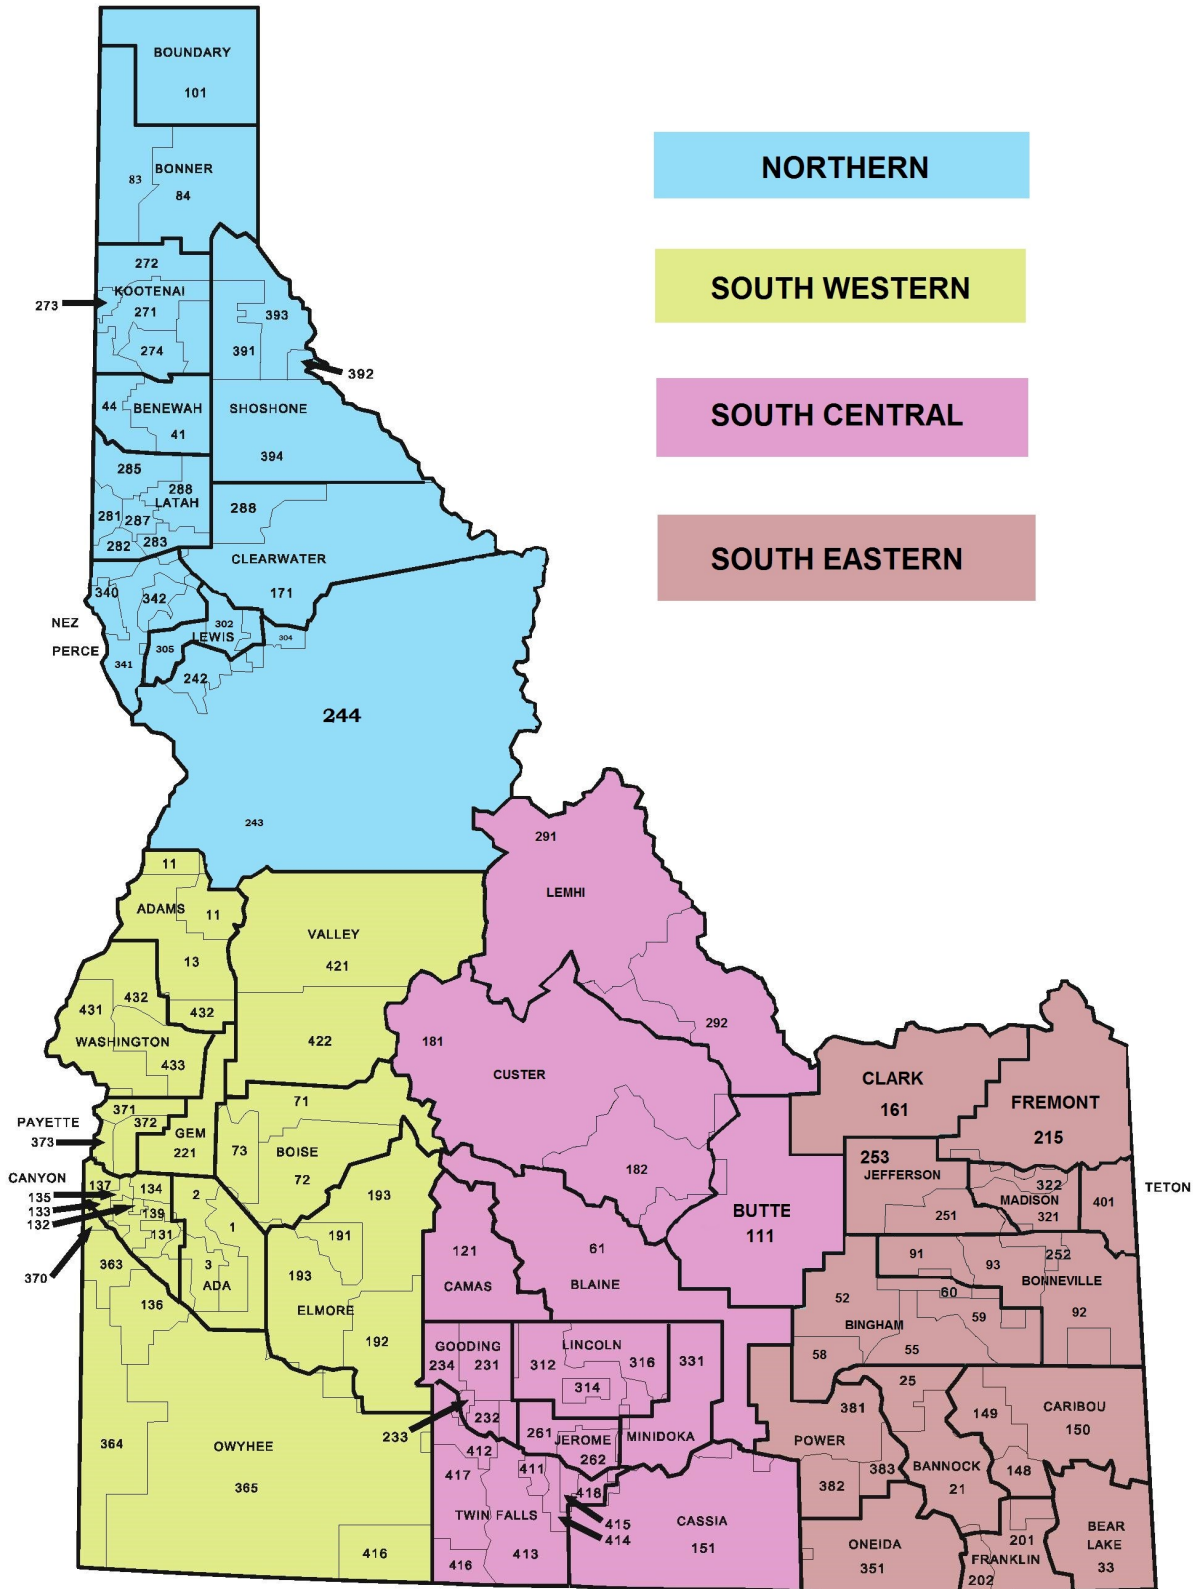 BOUNDARY
101
NORTHERN
BONNER
83
84
SOUTH WESTERN
272
KOOTENAI
273
271
393
274
391
392
SOUTH CENTRAL
44
BENEWAH
SHOSHONE
41
394
285
288
LATAH
288
281
287
282
283
SOUTH EASTERN
CLEARWATER
171
340
342
NEZ
PERCE
302
LEWIS
304
305
341
242
244
243
291
11
LEMHI
ADAMS
11
VALLEY
13
421
432
431
432
292
WASHINGTON
422
181
433
CUSTER
CLARK
161
FREMONT
215
371
372
PAYETTE
373
GEM
221
71
73
BOISE
72
182
253
JEFFERSON
322
MADISON
321
401
TETON
CANYON
137
134
135
133
132
139
131
2
1
193
BUTTE
111
251
370
363
3
ADA
191
193
121
CAMAS
61
BLAINE
91
93
252
BONNEVILLE
136
ELMORE
192
52
60
59
92
BINGHAM
55
58
GOODING
234
231
LINCOLN
312
316
314
331
25
381
149
CARIBOU
150
233
232
261
JEROME
262
MINIDOKA
POWER
364
OWYHEE
365
412
417
411
418
383
382
BANNOCK
21
148
TWIN FALLS
415
414
413
CASSIA
151
416
416
ONEIDA
351
201
FRANKLIN
202
BEAR
LAKE
33